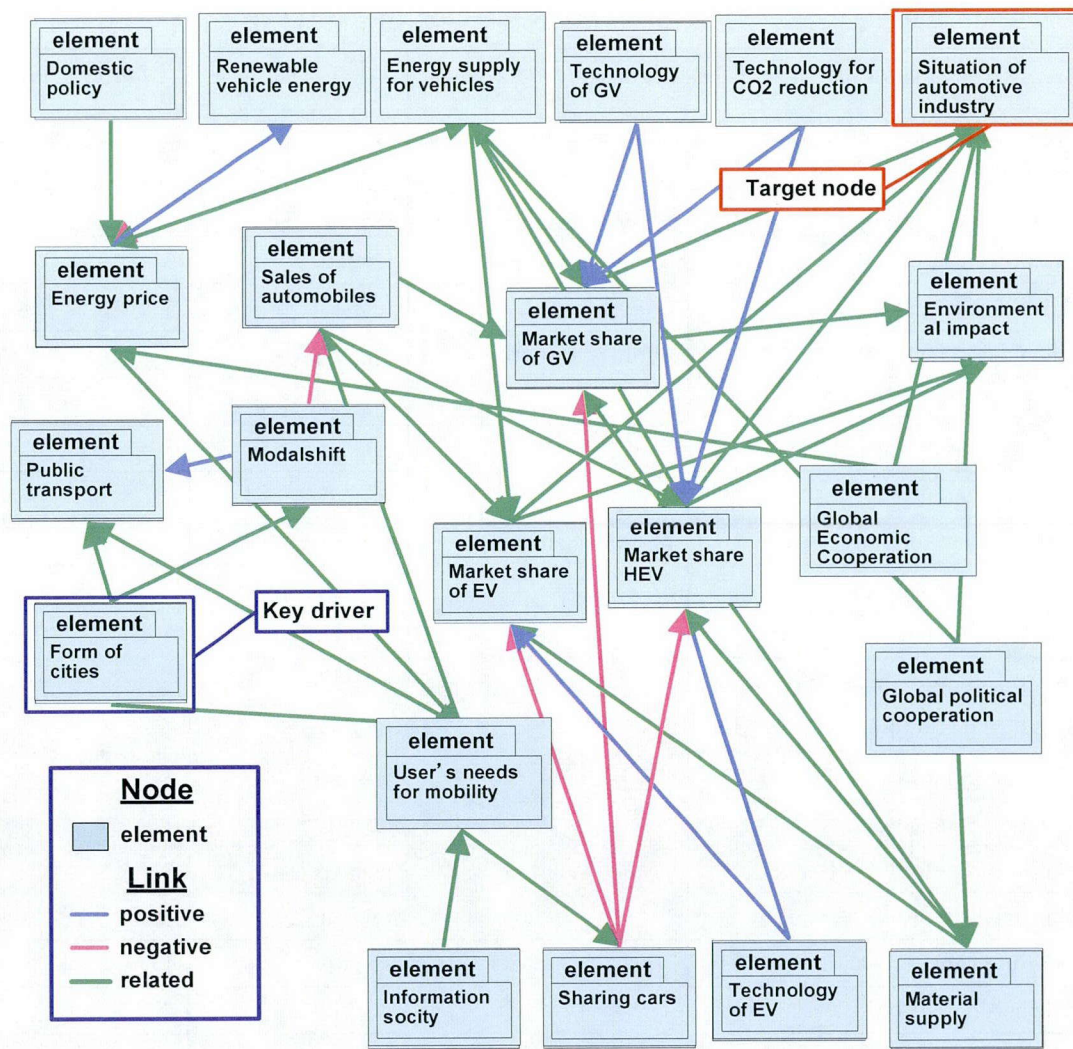 element
Domestic
policy
element
Renewable
vehicle energy
element
Energy supply
for vehicles
element
Technology
of GV
element
Technology for
CO2 reduction
element
Situation of
automotive
industry
Target node
element
Energy price
element
Sales of
automobiles
element
Market share
of GV
element
Environment
al impact
element
Public
transport
element
Modalshift
element
Market share
of EV
element
Market share
HEV
element
Global
Economic
Cooperation
element
Form of
cities
Key driver
element
User's needs
for mobility
element
Global political
cooperation
Node
element
Link
positive
negative
related
element
Information
socity
element
Sharing cars
element
Technology
of EV
element
Material
supply